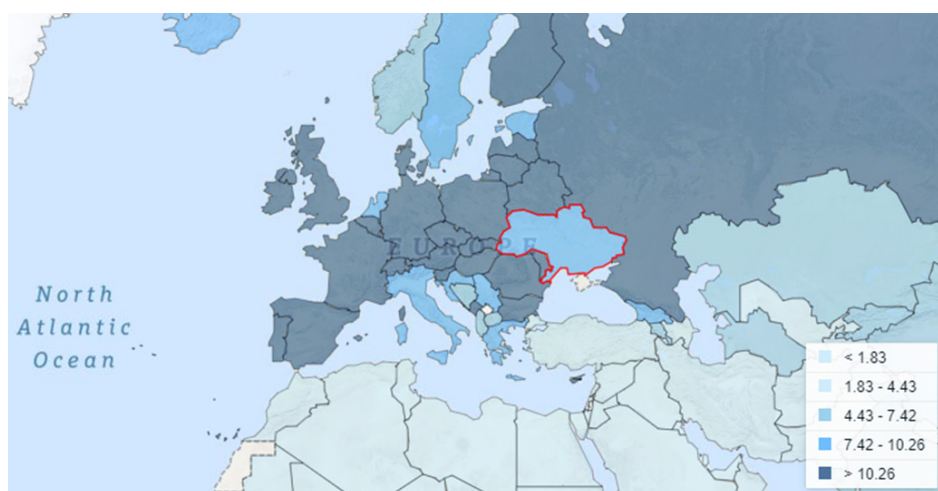 EUROPE
North
Atlantic
Ocean
< 1.83
1.83 - 4.43
4.43 - 7.42
7.42 - 10.26
> 10.26